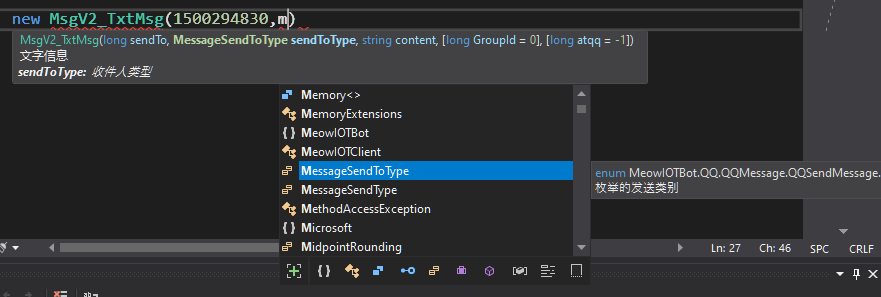 new MsgV2_TxtMsg(1500294830,m)
MsgV2_TxtMsg(long sendTo, MessageSendToType sendToType, string content, [long GroupId = 0], [long atqq = -1])
文字信息
sendToType: 收件人类型
Memory<>
MemoryExtensions
MeowIOTBot
MeowIOTClient
MessageSendToType
enum MeowIOTBot.QQ.QQMessage.QQSendMessage.
枚举的发送类别
MessageSendType
MethodAccessException
Microsoft
MidpointRounding
Ln: 27 Ch: 46 SPC CRLF